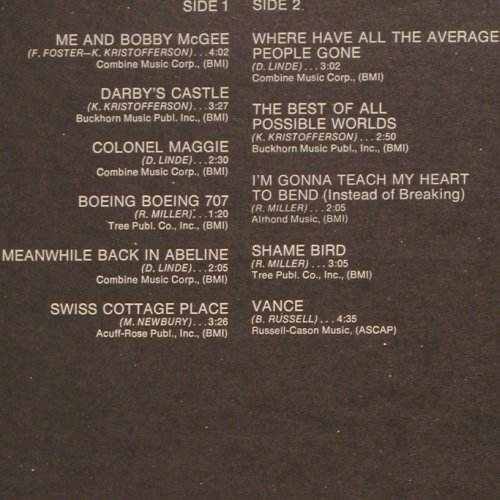 SIDE 1
ME AND BOBBY McGEE
(F. FOSTER—K. KRISTOFFERSON) . . . 4:02
Combine Music Corp., (BMI)
DARBY'S CASTLE
(K. KRISTOFFERSON) . . . 3:27
Buckhorn Music Publ. Inc., (BMI)
COLONEL MAGGIE
(D. LINDE) . . . 2:30
Combine Music Corp., (BMI)
BOEING BOEING 707
(R. MILLER) . . . 1:20
Tree Publ. Co., Inc., (BMI)
MEANWHILE BACK IN ABELINE
(D. LINDE) . . . 2:05
Combine Music Corp., (BMI)
SWISS COTTAGE PLACE
(M. NEWBURY) . . . 3:26
Acuff-Rose Publ., Inc., (BMI)
SIDE 2
WHERE HAVE ALL THE AVERAGE
PEOPLE GONE
(D. LINDE) . . . 3:02
Combine Music Corp., (BMI)
THE BEST OF ALL
POSSIBLE WORLDS
(K. KRISTOFFERSON) . . . 2:50
Buckhorn Music Publ., Inc., (BMI)
I'M GONNA TEACH MY HEART
TO BEND (Instead of Breaking)
(R. MILLER) . . . 2:05
Alrhond Music, (BMI)
SHAME BIRD
(R. MILLER) . . . 3:05
Tree Publ. Co., Inc., (BMI)
VANCE
(B. RUSSELL) . . . 4:35
Russell-Cason Music, (ASCAP)